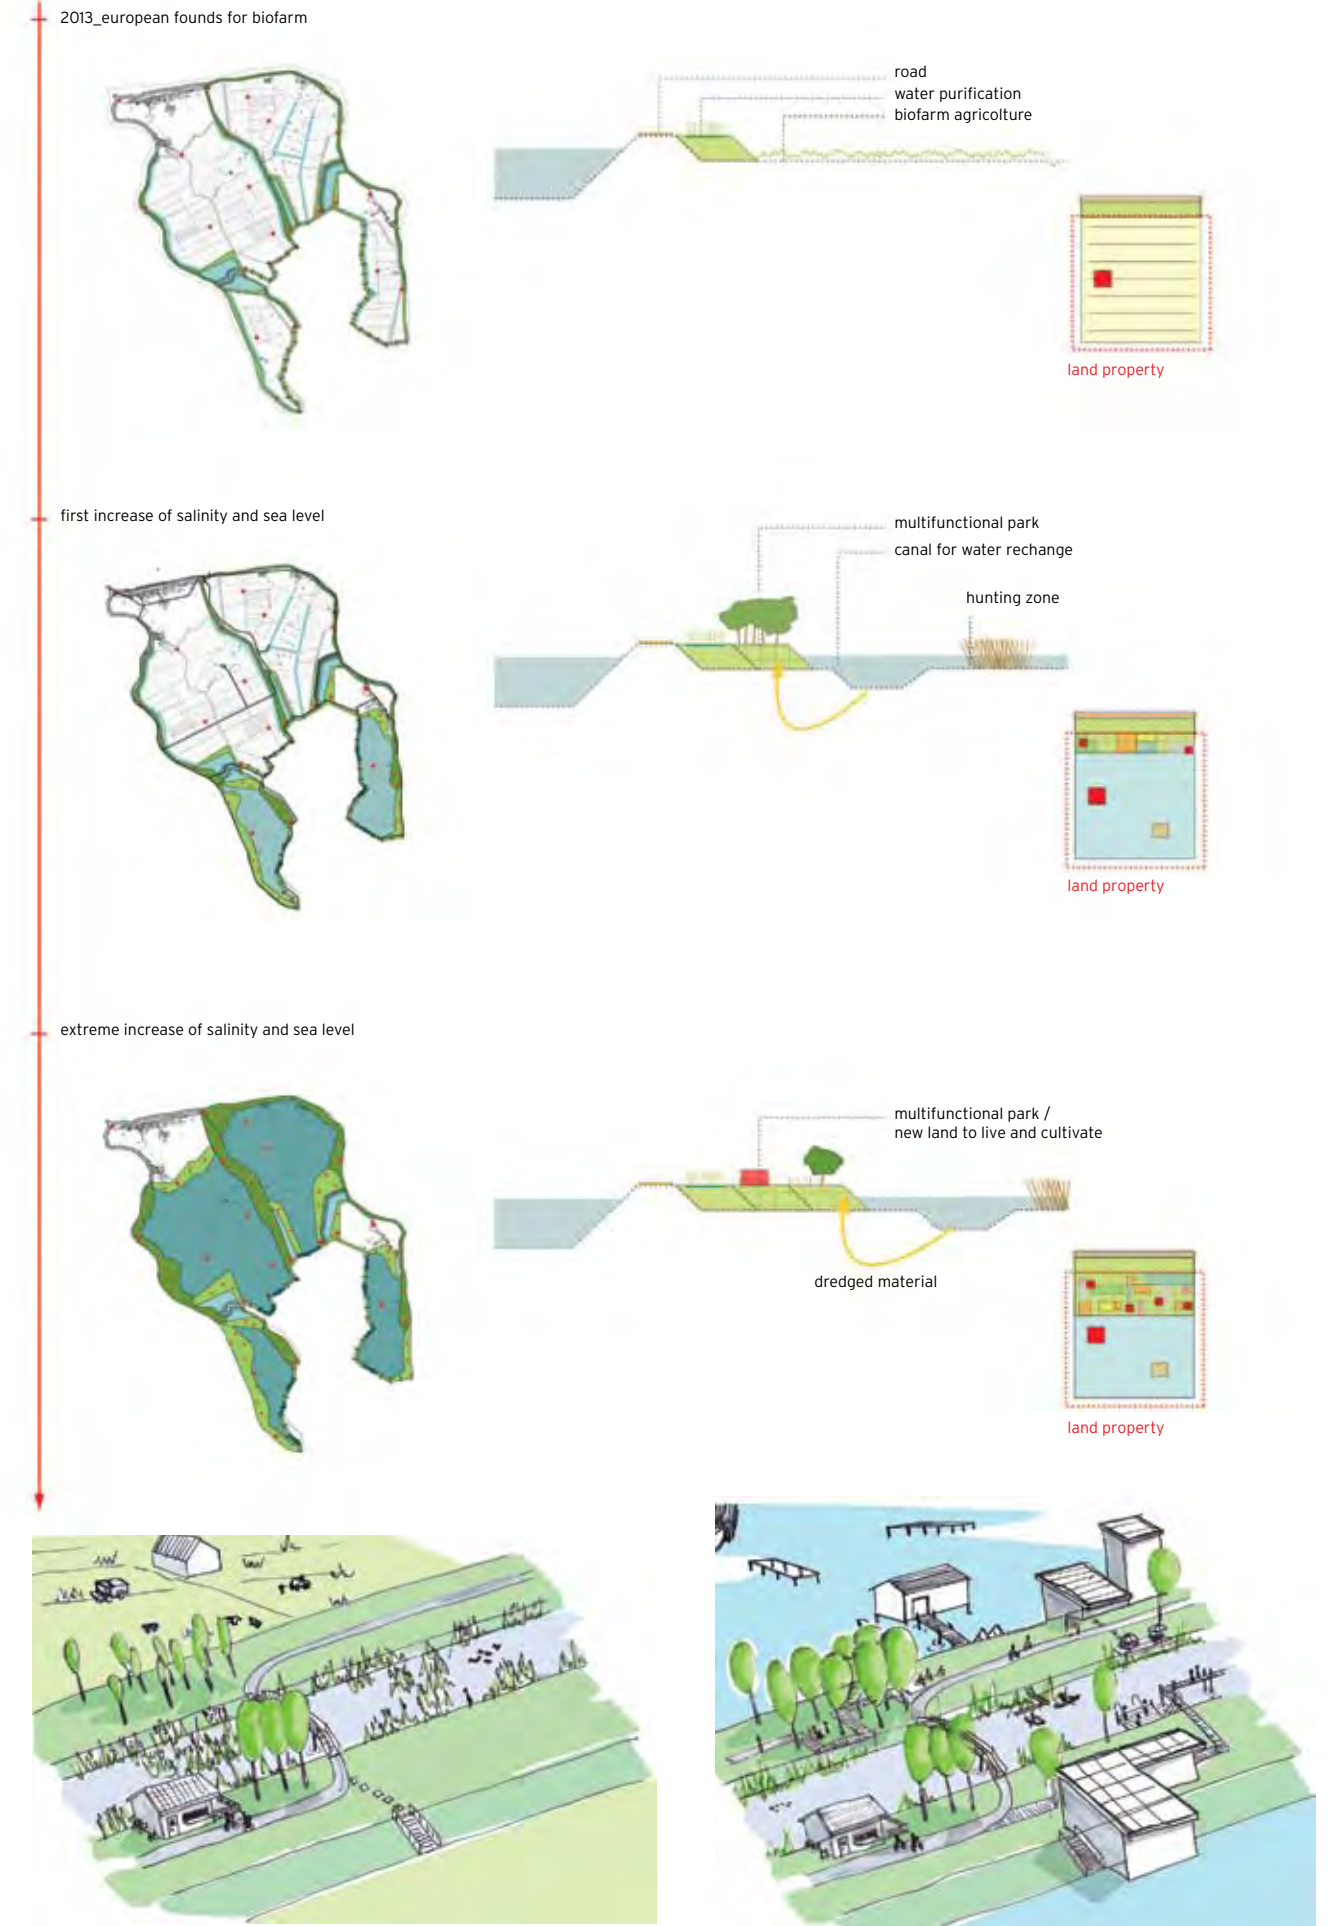 2013_european founds for biofarm
road
water purification
biofarm agricolture
land property
first increase of salinity and sea level
multifunctional park
canal for water rechange
hunting zone
land property
extreme increase of salinity and sea level
multifunctional park /
new land to live and cultivate
dredged material
land property